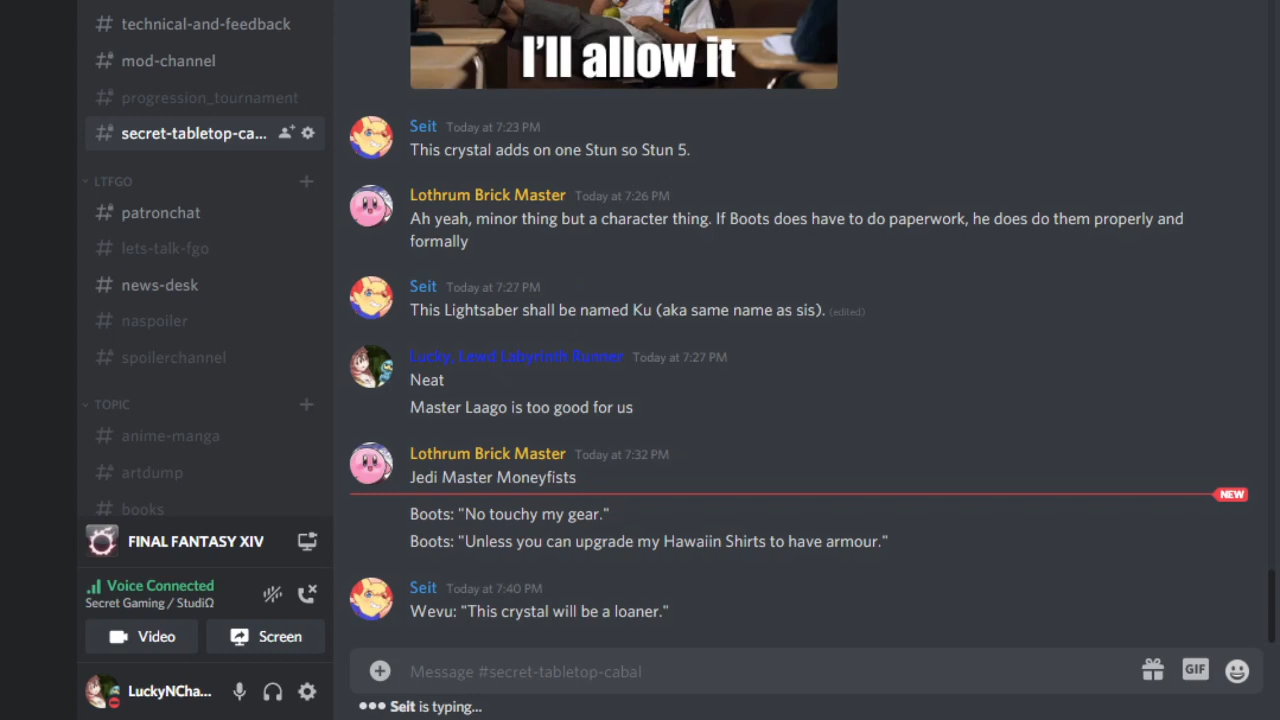 technical-and-feedback
mod-channel
progression_tournament
secret-tabletop-ca...
LTFGO
patronchat
lets-talk-fgo
news-desk
naspoiler
spoilerchannel
TOPIC
anime-manga
artdump
books
FINAL FANTASY XIV
Voice Connected
Secret Gaming / StudiΩ
Video
Screen
LuckyNCha...
I'll allow it
Seit Today at 7:23 PM
This crystal adds on one Stun so Stun 5.
Lothrum Brick Master Today at 7:26 PM
Ah yeah, minor thing but a character thing. If Boots does have to do paperwork, he does do them properly and
formally
Seit Today at 7:27 PM
This Lightsaber shall be named Ku (aka same name as sis). (edited)
Lucky, Lewd Labyrinth Runner Today at 7:27 PM
Neat
Master Laago is too good for us
Lothrum Brick Master Today at 7:32 PM
Jedi Master Moneyfists
NEW
Boots: "No touchy my gear."
Boots: "Unless you can upgrade my Hawaiin Shirts to have armour."
Seit Today at 7:40 PM
Wevu: "This crystal will be a loaner."
Message #secret-tabletop-cabal
GIF
Seit is typing...